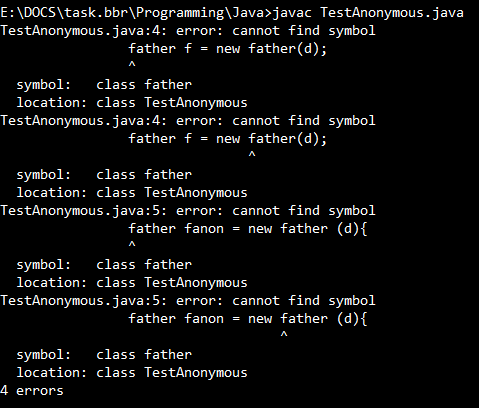 E:\DOCS\task.bbr\Programming\Java>javac TestAnonymous.java
TestAnonymous.java:4: error: cannot find symbol
                father f = new father(d);
                ^
  symbol:   class father
  location: class TestAnonymous
TestAnonymous.java:4: error: cannot find symbol
                father f = new father(d);
                               ^
  symbol:   class father
  location: class TestAnonymous
TestAnonymous.java:5: error: cannot find symbol
                father fanon = new father (d){
                ^
  symbol:   class father
  location: class TestAnonymous
TestAnonymous.java:5: error: cannot find symbol
                father fanon = new father (d){
                                   ^
  symbol:   class father
  location: class TestAnonymous
4 errors